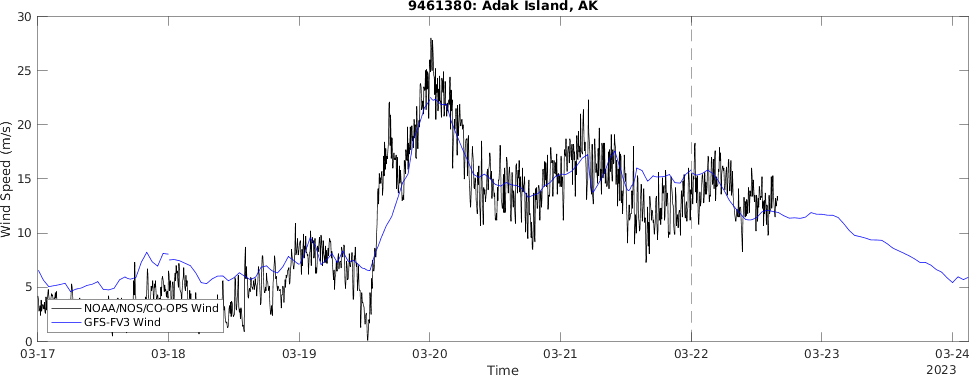 9461380: Adak Island, AK
Wind Speed (m/s)
30
25
20
15
10
5
0
NOAA/NOS/CO-OPS Wind
GFS-FV3 Wind
03-17 03-18 03-19 03-20 03-21 03-22 03-23 03-24
Time
2023